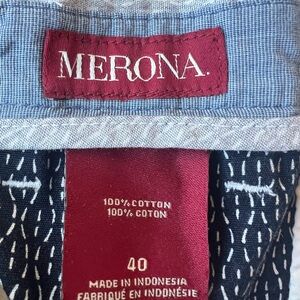 MERONA.
100% COTTON
100% COTON
40
MADE IN INDONESIA
FABRIQUÉ EN INDONÉSIE